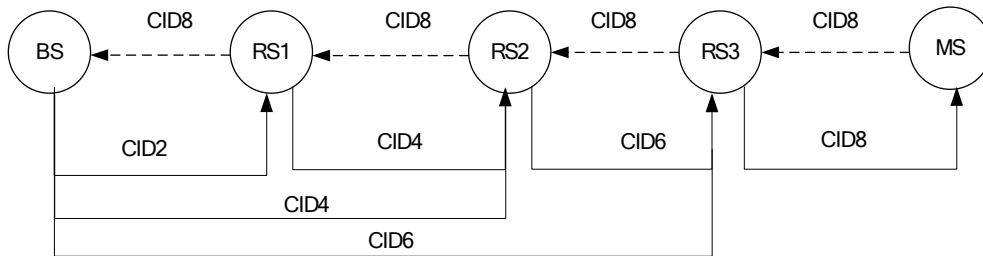 CID8 CID8 CID8 CID8
BS RS1 RS2 RS3 MS
CID2 CID4 CID6 CID8
CID4
CID6